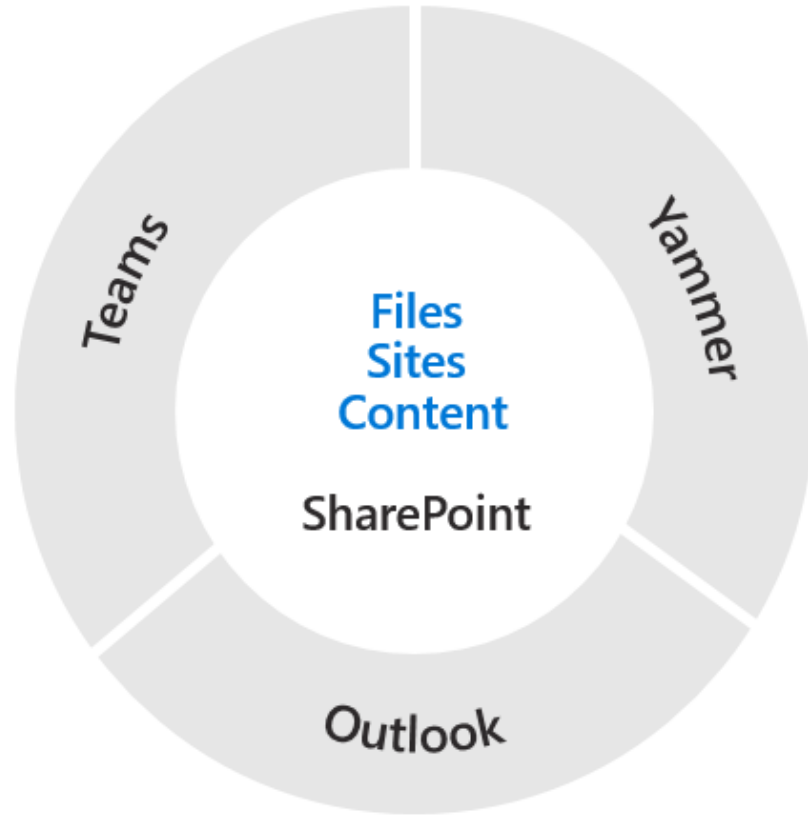 Teams
Yammer
Files
Sites
Content
SharePoint
Outlook